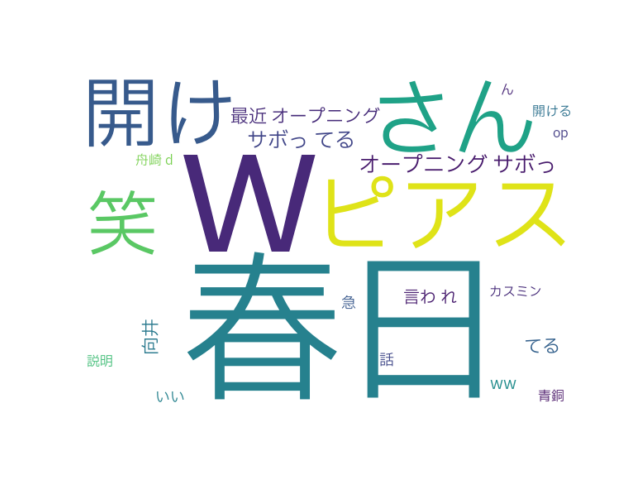 開け
さん
ん
最近 オープニング
開ける
サボっ てる
op
舟崎 d
オープニング サボっ
笑
w
ピアス
春日
急
言わ れ
カスミン
向井
てる
説明
話
ww
いい
青銅